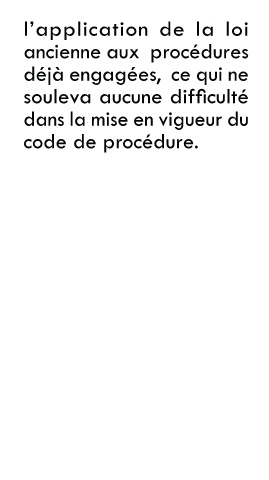 l'application de la loi
ancienne aux procédures
déjà engagées, ce qui ne
souleva aucune difficulté
dans la mise en vigueur du
code de procédure.